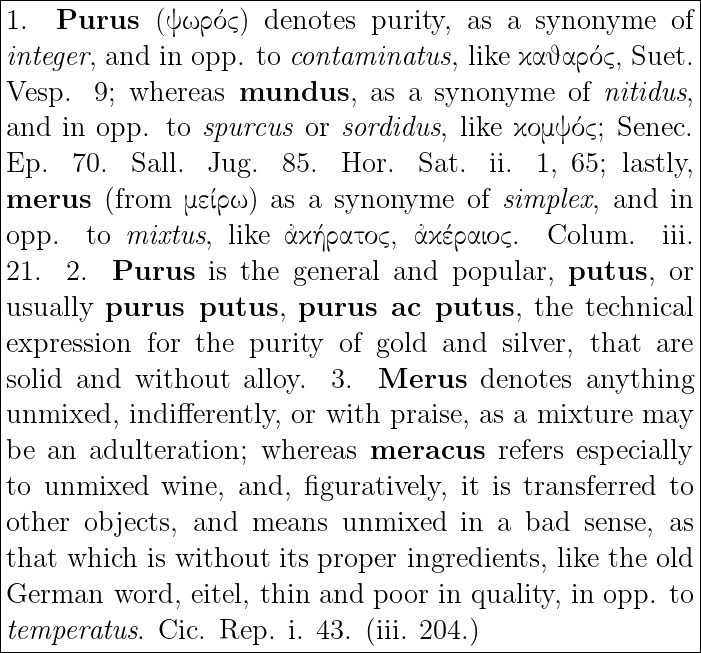 1. Purus (ψωρός) denotes purity, as a synonyme of
integer, and in opp. to contaminatus, like καθαρός, Suet.
Vesp. 9; whereas mundus, as a synonyme of nitidus,
and in opp. to spurcus or sordidus, like κομψός; Senec.
Ep. 70. Sall. Jug. 85. Hor. Sat. ii. 1, 65; lastly,
merus (from μείρω) as a synonyme of simplex, and in
opp. to mixtus, like ἀκήρατος, ἀκέραιος. Colum. iii.
21. 2. Purus is the general and popular, putus, or
usually purus putus, purus ac putus, the technical
expression for the purity of gold and silver, that are
solid and without alloy. 3. Merus denotes anything
unmixed, indifferently, or with praise, as a mixture may
be an adulteration; whereas meracus refers especially
to unmixed wine, and, figuratively, it is transferred to
other objects, and means unmixed in a bad sense, as
that which is without its proper ingredients, like the old
German word, eitel, thin and poor in quality, in opp. to
temperatus. Cic. Rep. i. 43. (iii. 204.)